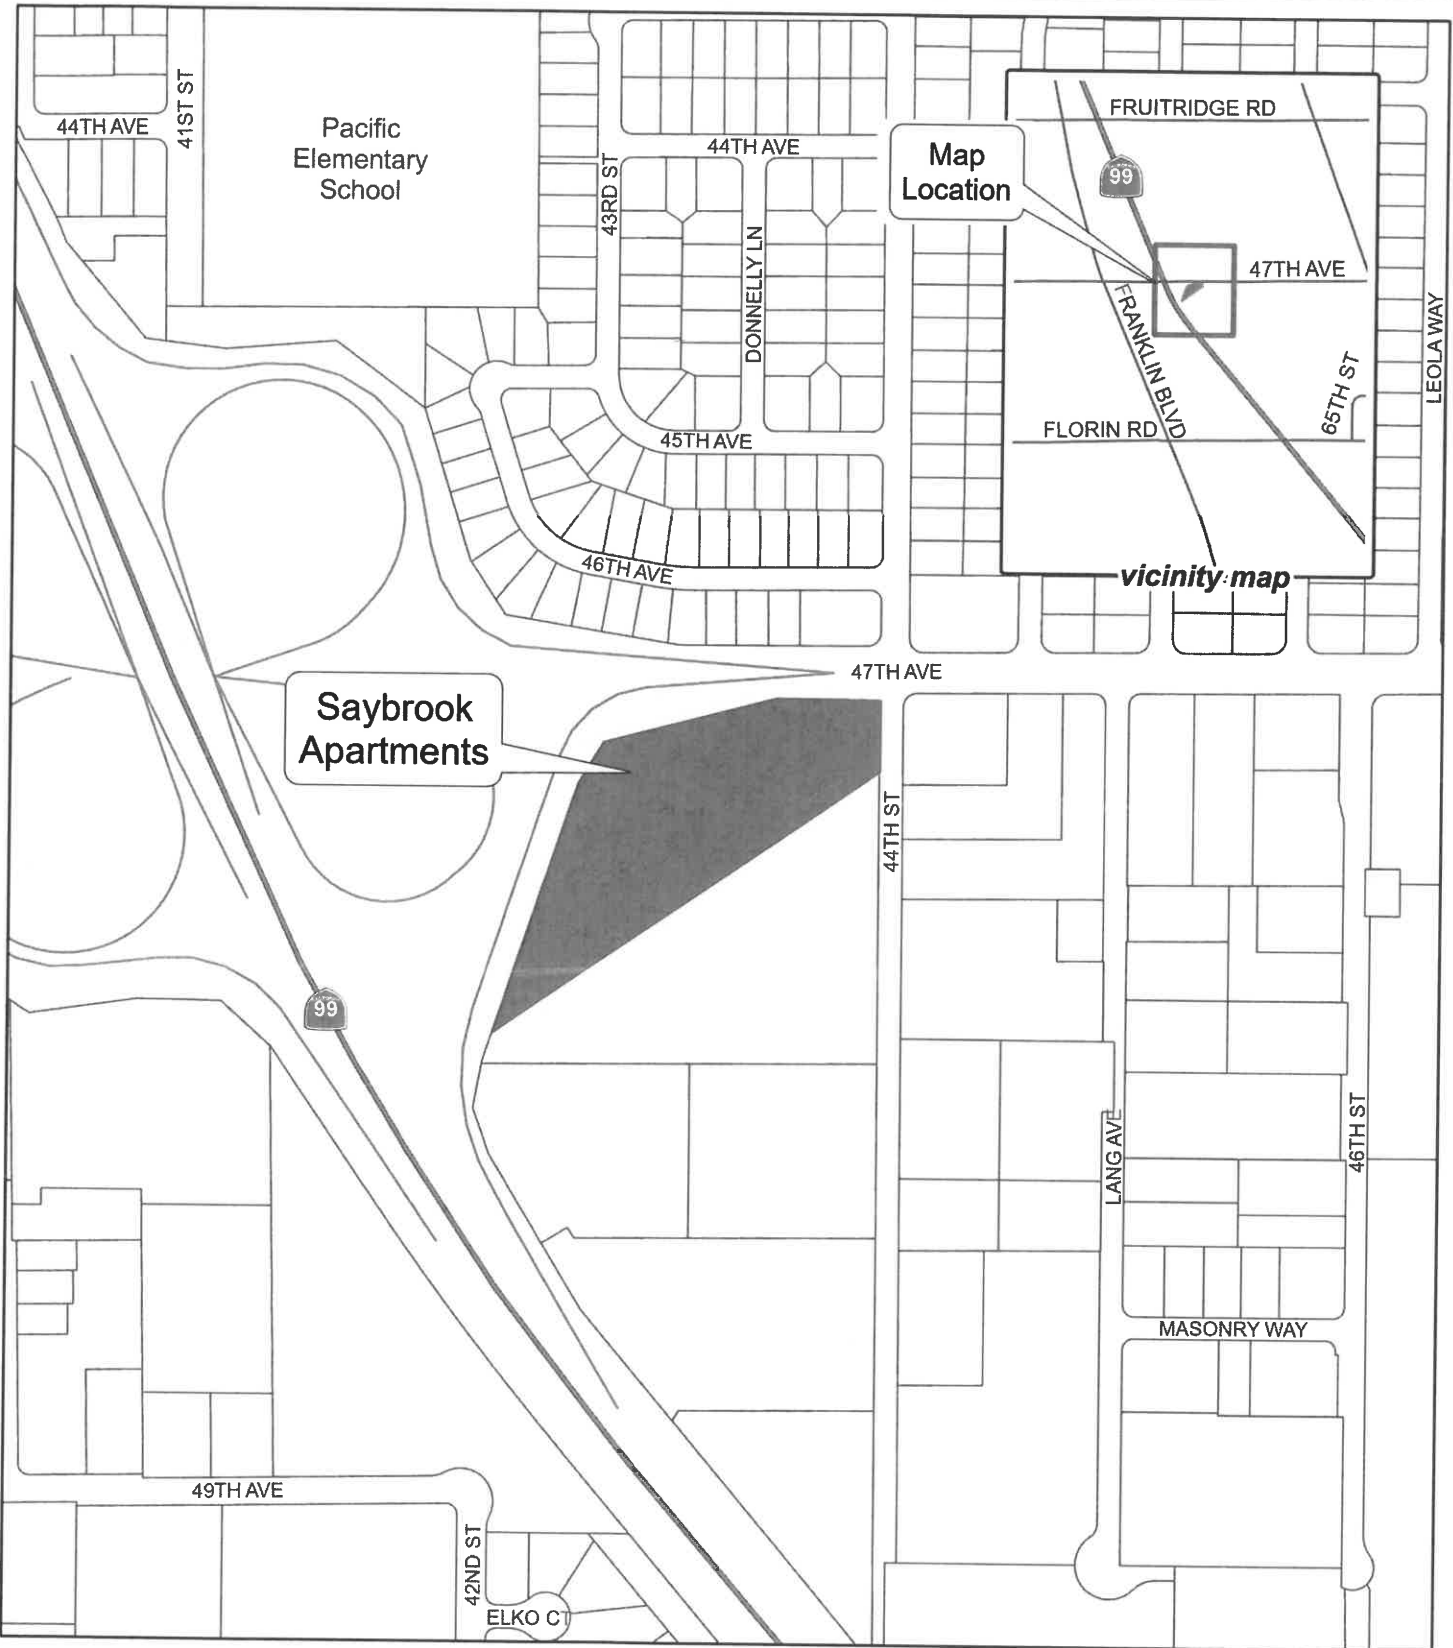 44TH AVE
41ST ST
Pacific
Elementary
School
43RD ST
44TH AVE
DONNELLY LN
45TH AVE
46TH AVE
Map
Location
FRUITRIDGE RD
99
47TH AVE
FRANKLIN BLVD
65TH ST
FLORIN RD
vicinity map
LEOLA WAY
47TH AVE
Saybrook
Apartments
44TH ST
99
LANG AVE
46TH ST
MASONRY WAY
49TH AVE
42ND ST
ELKO CT